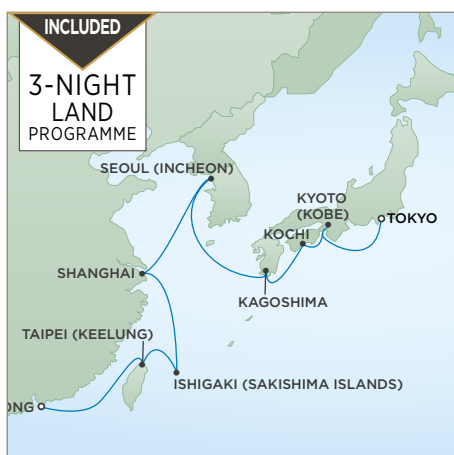 INCLUDED
3-NIGHT
LAND
PROGRAMME
SEOUL (INCHEON)
KYOTO
(KOBE)
TOKYO
KOCHI
SHANGHAI
KAGOSHIMA
TAIPEI (KEELUNG)
ISHIGAKI (SAKISHIMA ISLANDS)
ONG